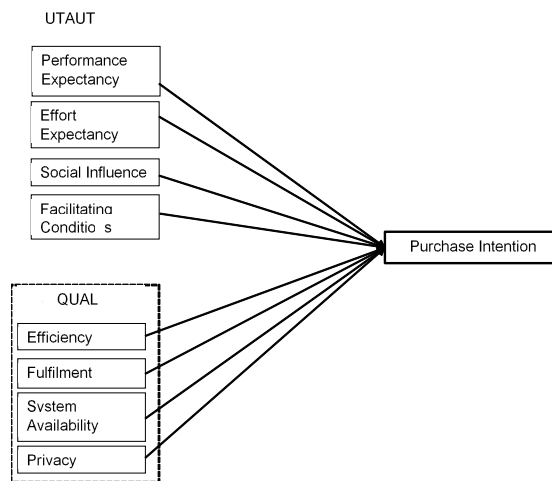 UTAUT
Performance
Expectancy
Effort
Expectancy
Social Influence
Facilitating
Conditio s
Purchase Intention
QUAL
Efficiency
Fulfilment
System
Availability
Privacy